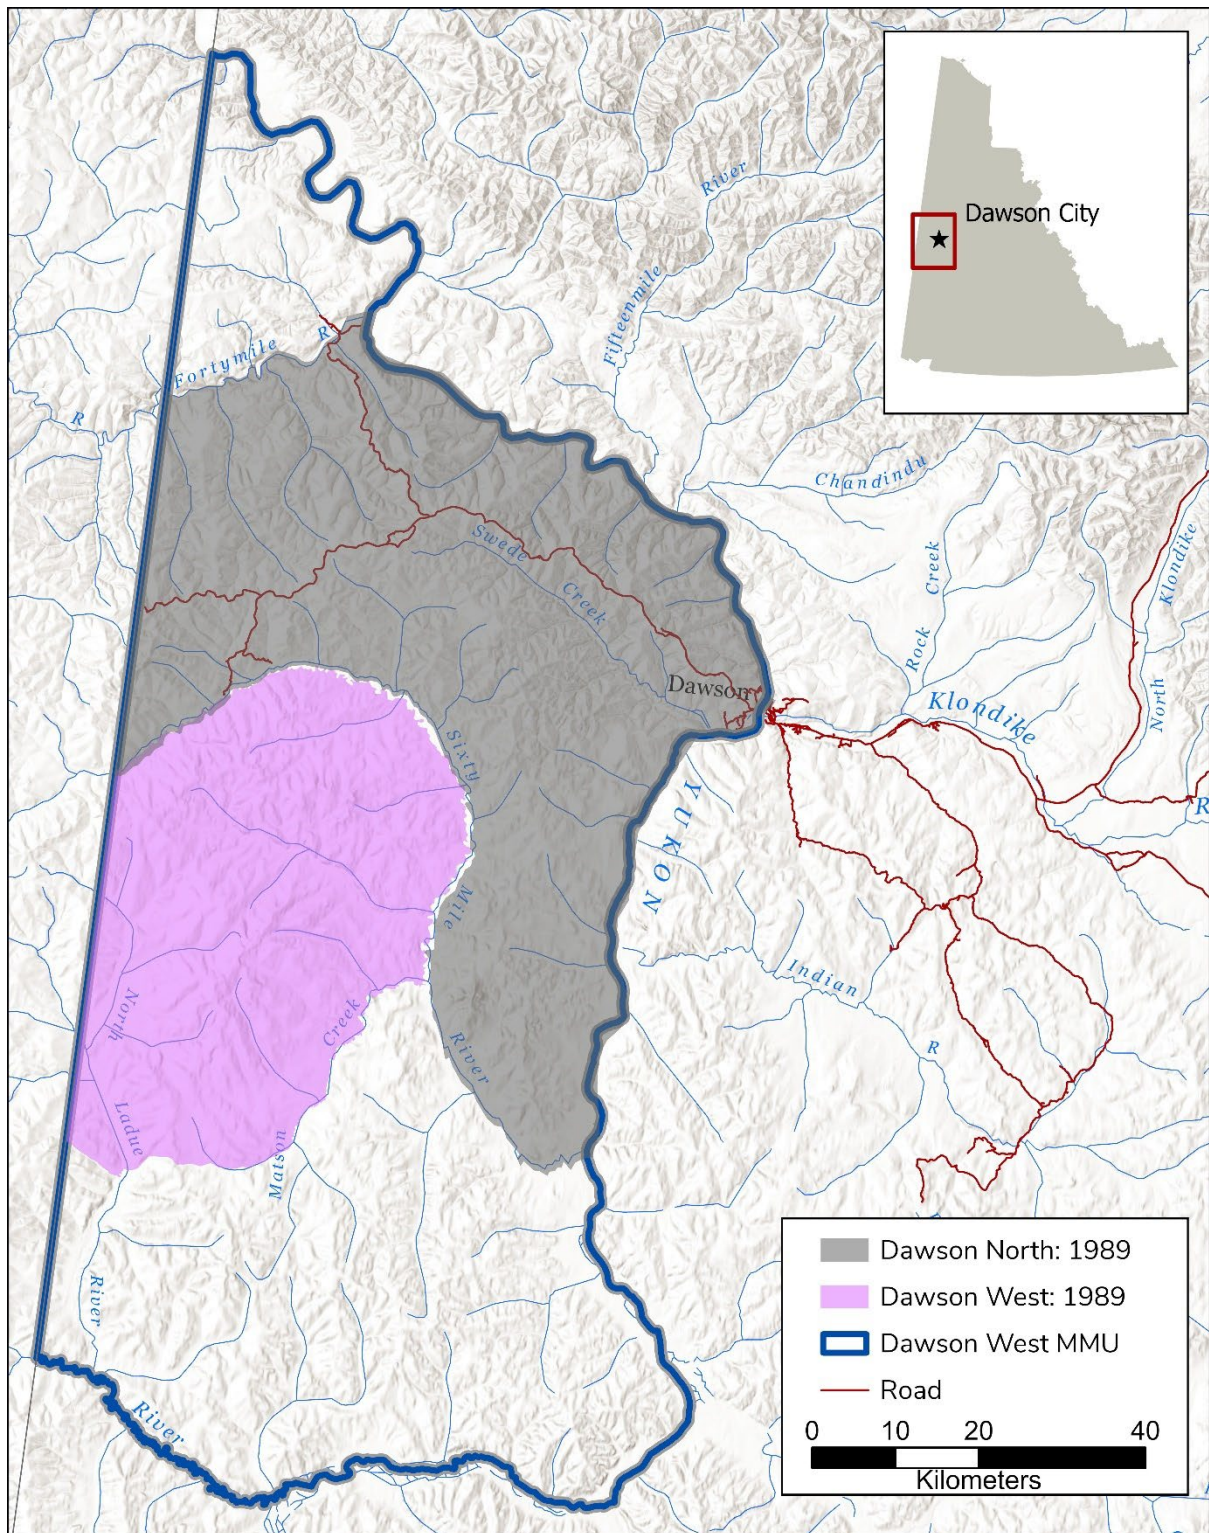 Dawson City
River
Fifteenmile
R
Fortymile
R
Chandindu
Swede
Creek
Creek
Rock
Klondike
North
Dawson
Klondike
R
Sixty
YUKON
Mile
Indian
R
North
Creek
River
Ladue
Matson
River
River
Dawson North: 1989
Dawson West: 1989
Dawson West MMU
Road
0 10 20 40
Kilometers